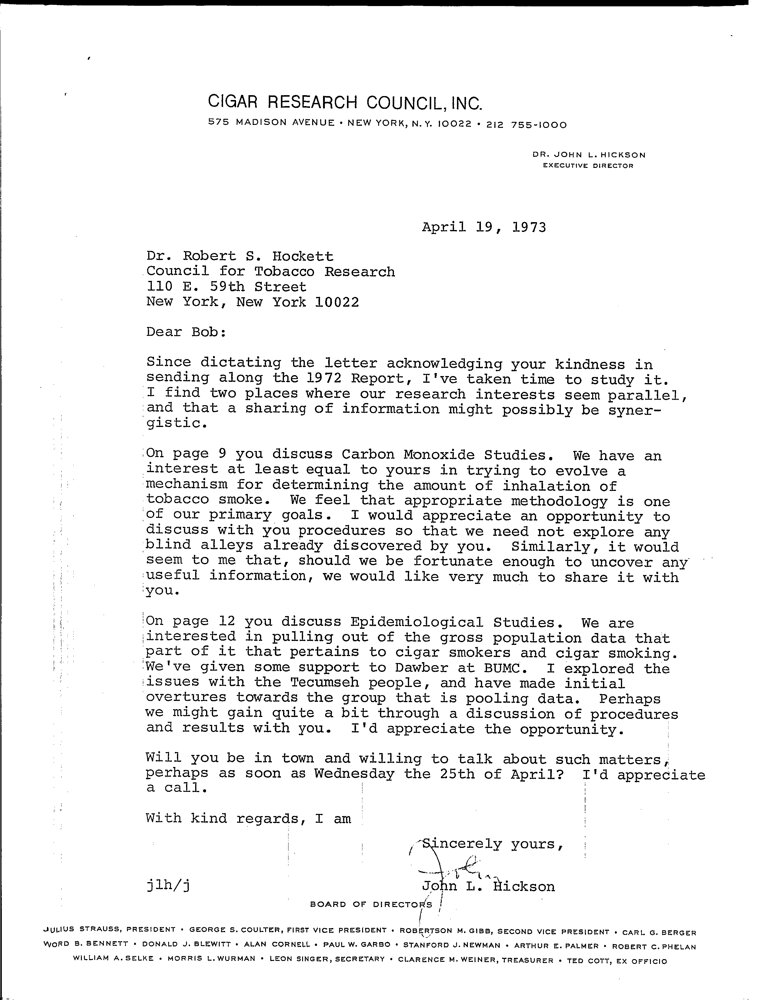 CIGAR RESEARCH COUNCIL, INC.
575 MADISON AVENUE • NEW YORK, N.Y. 10022 • 212 755-1000
DR. JOHN L. HICKSON
EXECUTIVE DIRECTOR
April 19, 1973
Dr. Robert S. Hockett
Council for Tobacco Research
110 E. 59th Street
New York, New York 10022
Dear Bob:
Since dictating the letter acknowledging your kindness in
sending along the 1972 Report, I've taken time to study it.
I find two places where our research interests seem parallel,
and that a sharing of information might possibly be syner-
gistic.
On page 9 you discuss Carbon Monoxide Studies. We have an
interest at least equal to yours in trying to evolve a
mechanism for determining the amount of inhalation of
tobacco smoke. We feel that appropriate methodology is one
of our primary goals. I would appreciate an opportunity to
discuss with you procedures so that we need not explore any
blind alleys already discovered by you. Similarly, it would
seem to me that, should we be fortunate enough to uncover any
useful information, we would like very much to share it with
you.
On page 12 you discuss Epidemiological Studies. We are
interested in pulling out of the gross population data that
part of it that pertains to cigar smokers and cigar smoking.
We've given some support to Dawber at BUMC. I explored the
issues with the Tecumseh people, and have made initial
overtures towards the group that is pooling data. Perhaps
we might gain quite a bit through a discussion of procedures
and results with you. I'd appreciate the opportunity.
Will you be in town and willing to talk about such matters,
perhaps as soon as Wednesday the 25th of April? I'd appreciate
a call.
With kind regards, I am
Sincerely yours,
John
jlh/j
John L. Hickson
BOARD OF DIRECTORS
JULIUS STRAUSS, PRESIDENT • GEORGE S. COULTER, FIRST VICE PRESIDENT • ROBERTSON M. GIBB, SECOND VICE PRESIDENT • CARL G. BERGER
WORD B. BENNETT • DONALD J. BLEWITT • ALAN CORNELL • PAUL W. GARBO • STANFORD J. NEWMAN • ARTHUR E. PALMER • ROBERT C. PHELAN
WILLIAM A. SELKE • MORRIS L. WURMAN • LEON SINGER, SECRETARY • CLARENCE M. WEINER, TREASURER • TED COTT, EX OFFICIO